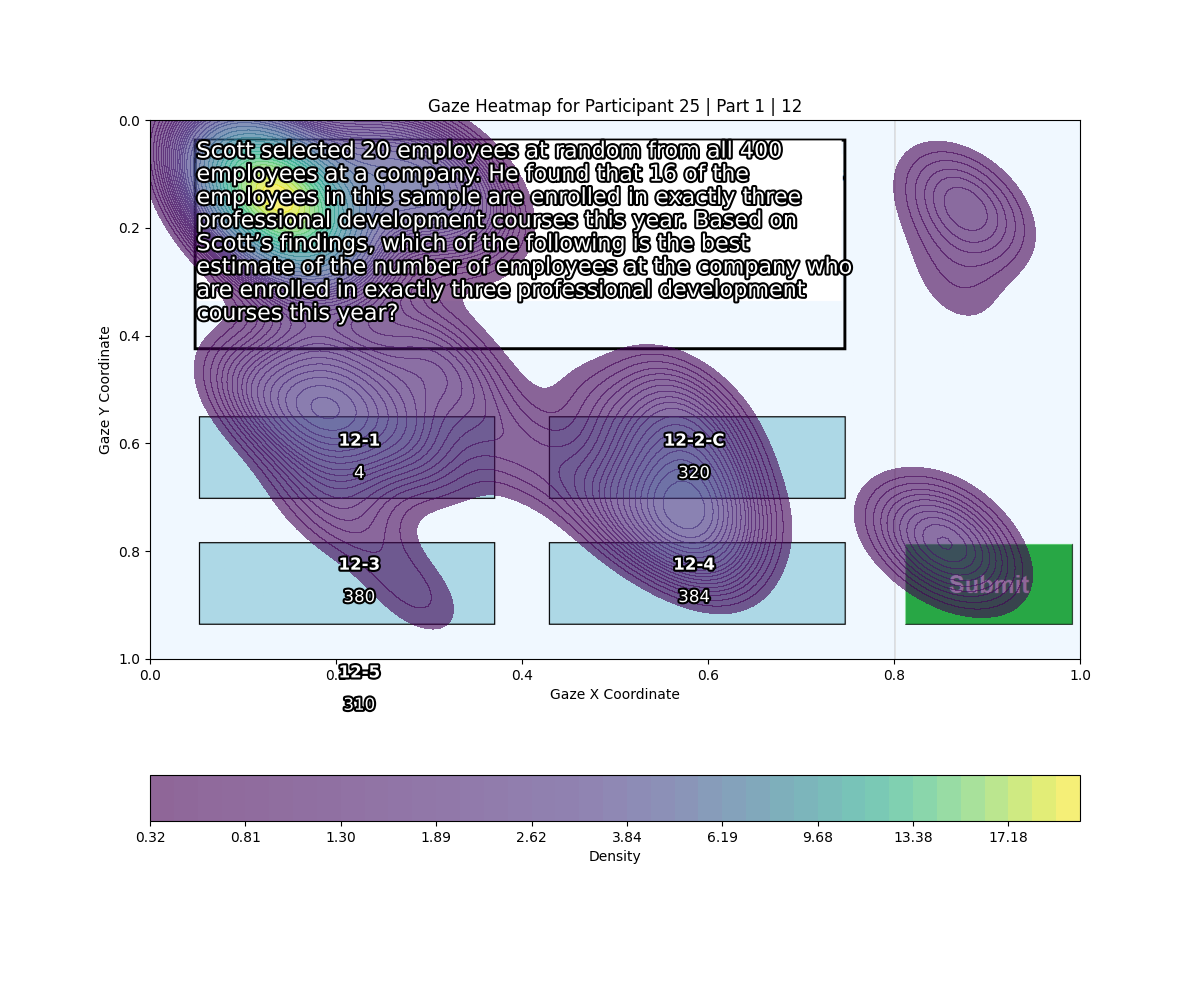 Gaze Heatmap for Participant 25 | Part 1 | 12
Scott selected 20 employees at random from all 400
employees at a company. He found that 16 of the
employees in this sample are enrolled in exactly three
professional development courses this year. Based on
Scott’s findings, which of the following is the best
estimate of the number of employees at the company who
are enrolled in exactly three professional development
courses this year?
12-1
4
12-2-C
320
12-3
380
12-4
384
Submit
12-5
310
0.0
0.2
0.4
0.6
0.8
1.0
Gaze Y Coordinate
0.0
0.4
0.6
0.8
1.0
Gaze X Coordinate
0.32
0.81
1.30
1.89
2.62
3.84
6.19
9.68
13.38
17.18
Density